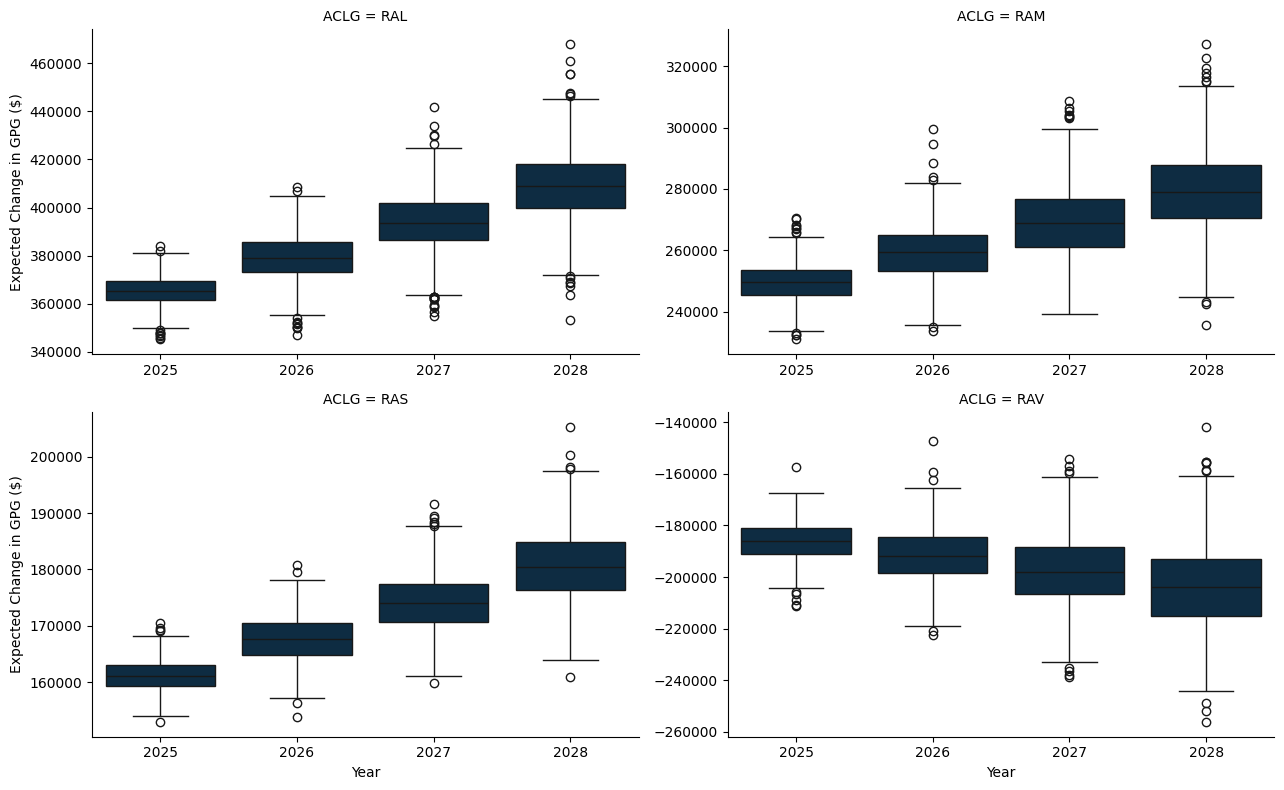 ACLG = RAL
Expected Change in GPG ($)
460000
440000
420000
400000
380000
360000
340000
2025 2026 2027 2028
ACLG = RAM
320000
300000
280000
260000
240000
2025 2026 2027 2028
ACLG = RAS
Expected Change in GPG ($)
200000
190000
180000
170000
160000
2025 2026 2027 2028
Year
ACLG = RAV
−140000
−160000
−180000
−200000
−220000
−240000
−260000
2025 2026 2027 2028
Year